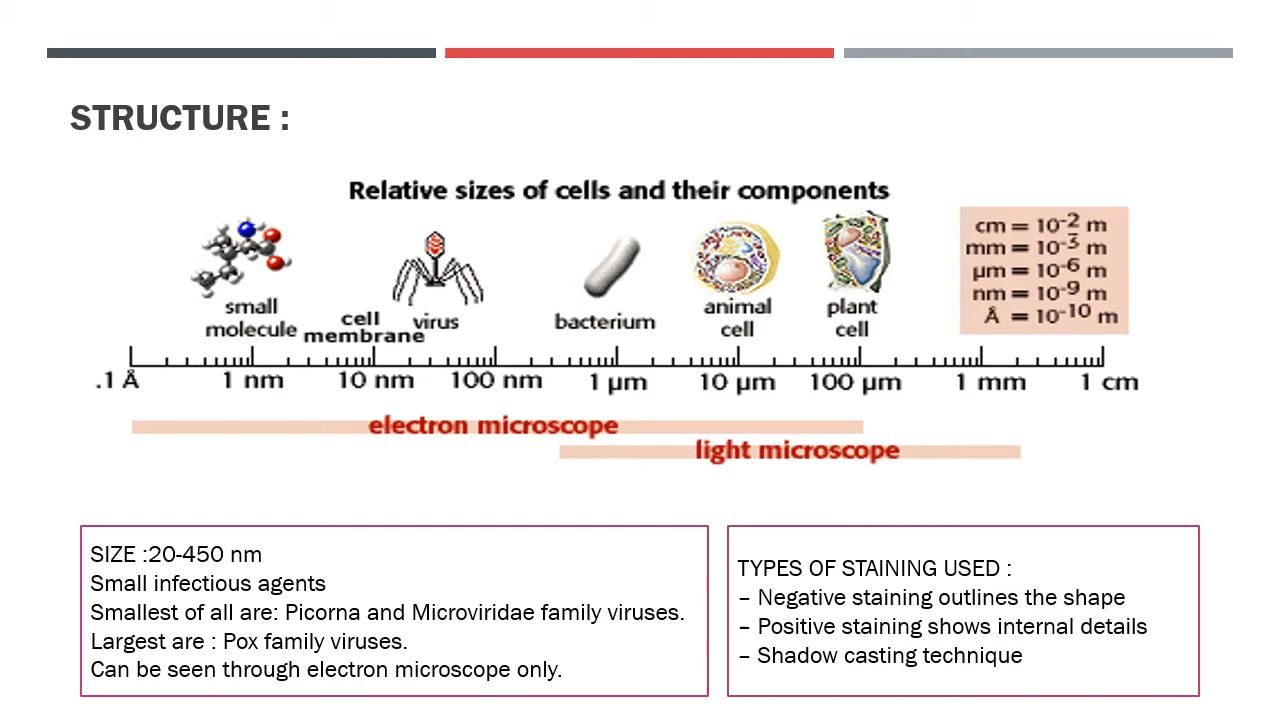 STRUCTURE :
Relative sizes of cells and their components
cm = 10-2 m
mm = 10-3 m
µm = 10-6 m
nm = 10-9 m
Å = 10-10 m
small molecule
cell membrane
virus
bacterium
animal cell
plant cell
.1 Å 1 nm 10 nm 100 nm 1 µm 10 µm 100 µm 1 mm 1 cm
electron microscope
light microscope
SIZE :20-450 nm
Small infectious agents
Smallest of all are: Picorna and Microviridae family viruses.
Largest are : Pox family viruses.
Can be seen through electron microscope only.
TYPES OF STAINING USED :
– Negative staining outlines the shape
– Positive staining shows internal details
– Shadow casting technique